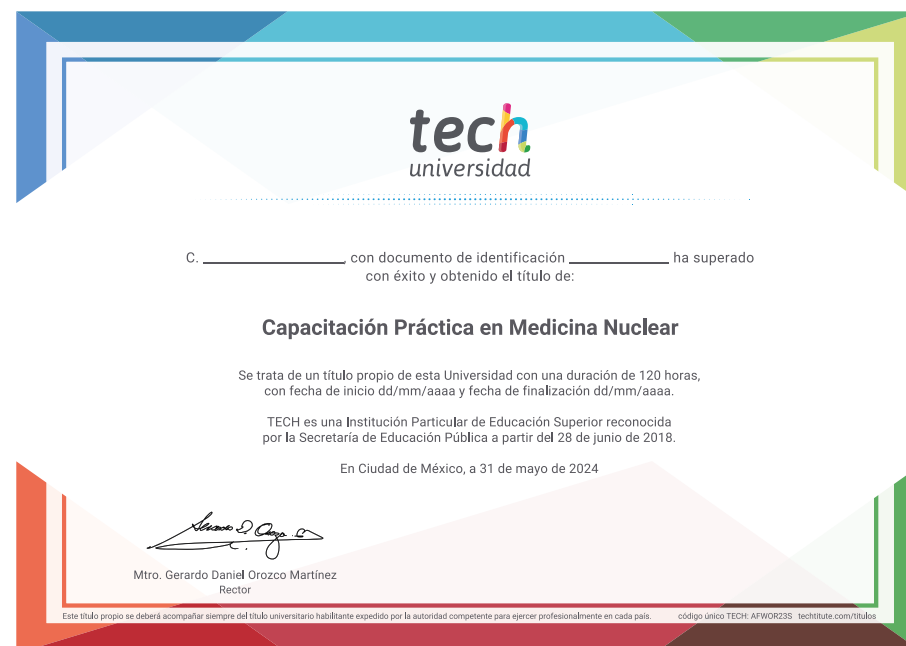 tech
universidad
C. ____________________, con documento de identificación ______________ ha superado
con éxito y obtenido el título de:
Capacitación Práctica en Medicina Nuclear
Se trata de un título propio de esta Universidad con una duración de 120 horas,
con fecha de inicio dd/mm/aaaa y fecha de finalización dd/mm/aaaa.
TECH es una Institución Particular de Educación Superior reconocida
por la Secretaría de Educación Pública a partir del 28 de junio de 2018.
En Ciudad de México, a 31 de mayo de 2024
Mtro. Gerardo Daniel Orozco Martínez
Rector
Este título propio se deberá acompañar siempre del título universitario habilitante expedido por la autoridad competente para ejercer profesionalmente en cada país. código único TECH: AFWOR23S techtitute.com/titulos